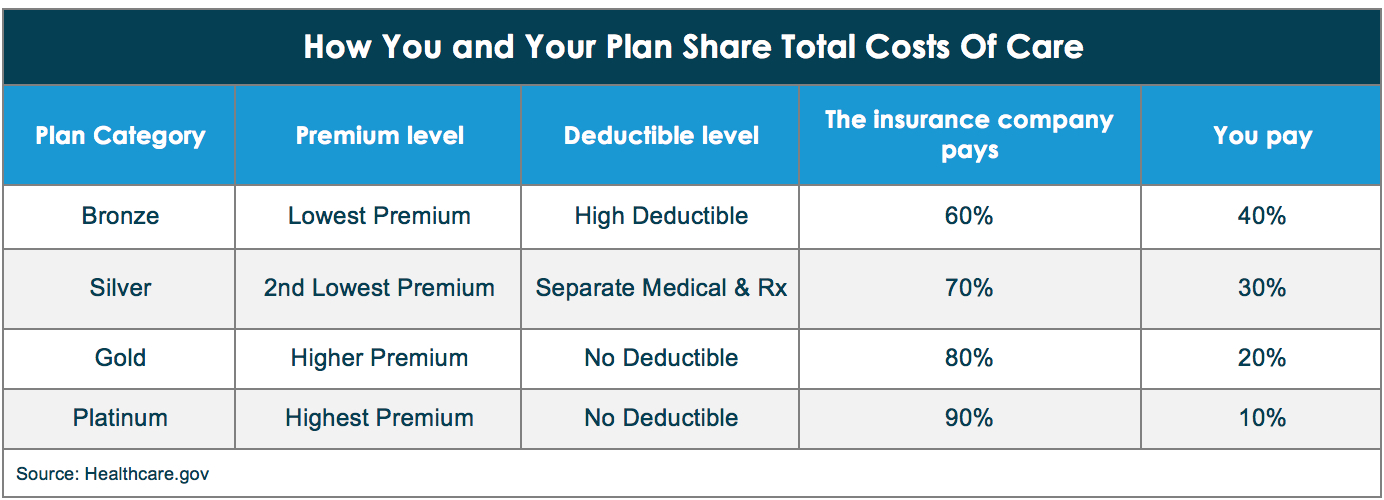 How You and Your Plan Share Total Costs Of Care
Plan Category Premium level Deductible level The insurance company pays You pay
Bronze Lowest Premium High Deductible 60% 40%
Silver 2nd Lowest Premium Separate Medical & Rx 70% 30%
Gold Higher Premium No Deductible 80% 20%
Platinum Highest Premium No Deductible 90% 10%
Source: Healthcare.gov